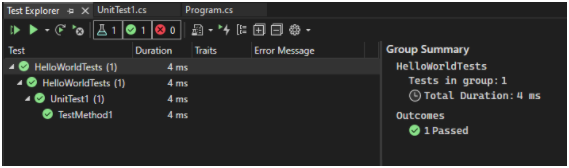 Test Explorer
UnitTest1.cs
Program.cs
1
1
0
Test
Duration
Traits
Error Message
HelloWorldTests (1)
4 ms
HelloWorldTests (1)
4 ms
UnitTest1 (1)
4 ms
TestMethod1
4 ms
Group Summary
HelloWorldTests
Tests in group: 1
Total Duration: 4 ms
Outcomes
1 Passed